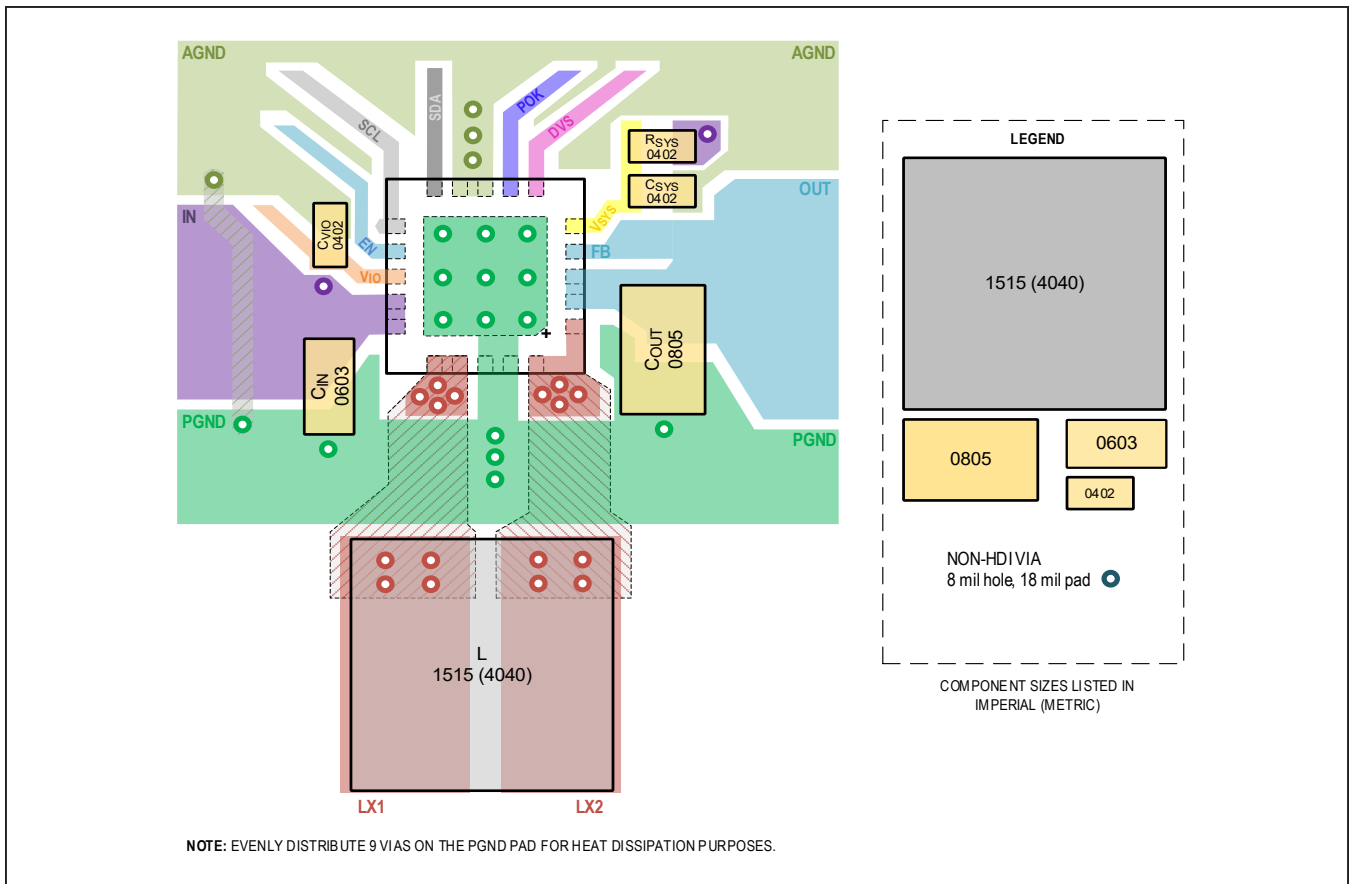 AGND
AGND
SCL
SDA
POK
DVS
RSYS
0402
CSYS
0402
IN
CVIO
0402
EN
VIO
VSYS
FB
OUT
+
CIN
0603
COUT
0805
PGND
PGND
L
1515 (4040)
LX1
LX2
NOTE: EVENLY DISTRIBUTE 9 VIAS ON THE PGND PAD FOR HEAT DISSIPATION PURPOSES.
LEGEND
1515 (4040)
0805
0603
0402
NON-HDI VIA
8 mil hole, 18 mil pad
COMPONENT SIZES LISTED IN
IMPERIAL (METRIC)